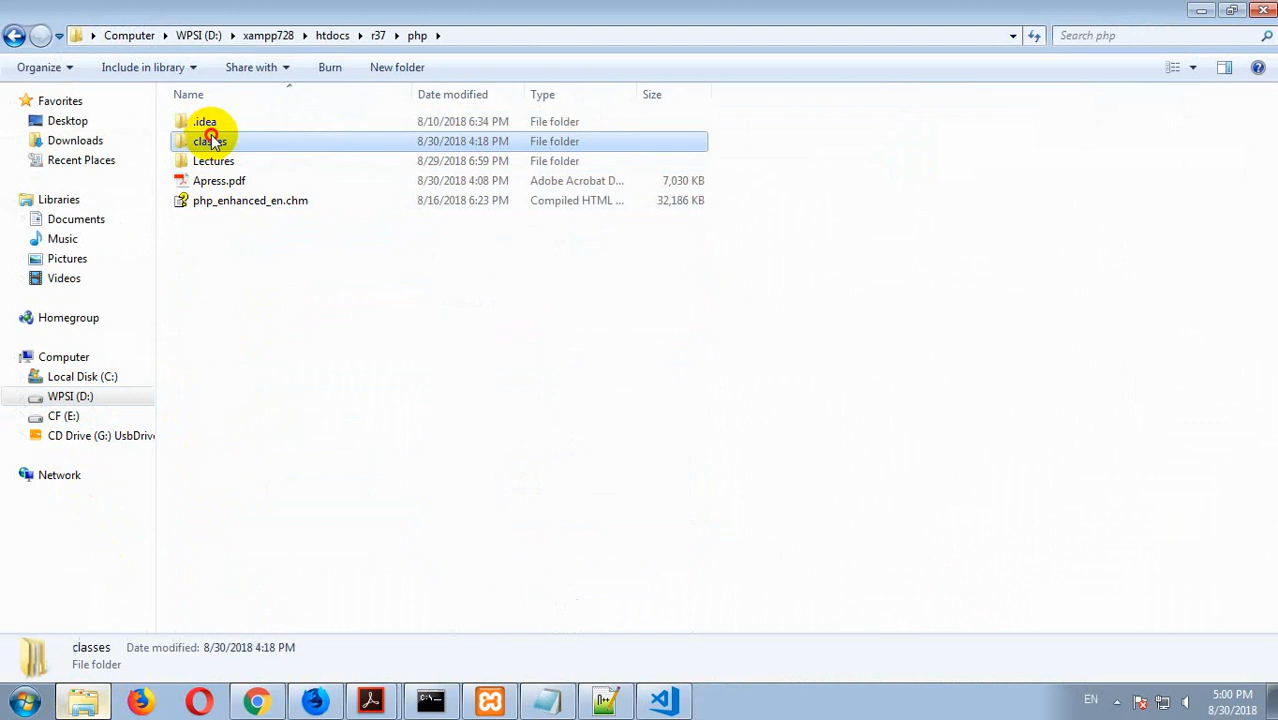 Computer WPSI (D:) xampp728 htdocs r37 php Search php
Organize Include in library Share with Burn New folder
Name Date modified Type Size
Favorites
Desktop
Downloads
Recent Places
Libraries
Documents
Music
Pictures
Videos
Homegroup
Computer
Local Disk (C:)
WPSI (D:)
CF (E:)
CD Drive (G:) UsbDrive
Network
.idea 8/10/2018 6:34 PM File folder
classes 8/30/2018 4:18 PM File folder
Lectures 8/29/2018 6:59 PM File folder
Apress.pdf 8/30/2018 4:08 PM Adobe Acrobat D... 7,030 KB
php_enhanced_en.chm 8/16/2018 6:23 PM Compiled HTML ... 32,186 KB
classes Date modified: 8/30/2018 4:18 PM
File folder
EN 5:00 PM
8/30/2018